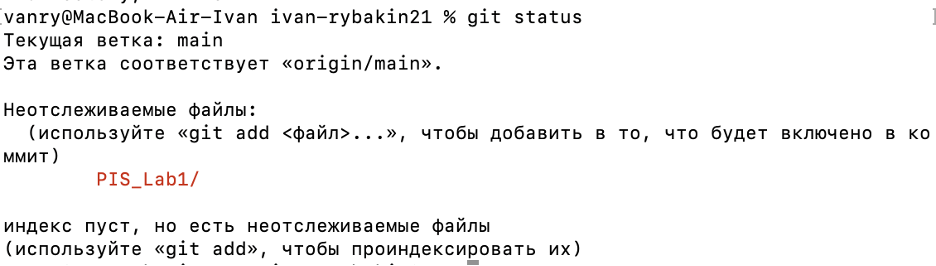 [vanry@MacBook-Air-Ivan ivan-rybakin21 % git status ]
Текущая ветка: main
Эта ветка соответствует «origin/main».
Неотслеживаемые файлы:
(используйте «git add <файл>...», чтобы добавить в то, что будет включено в ко
ммит)
PIS_Lab1/
индекс пуст, но есть неотслеживаемые файлы
(используйте «git add», чтобы проиндексировать их)